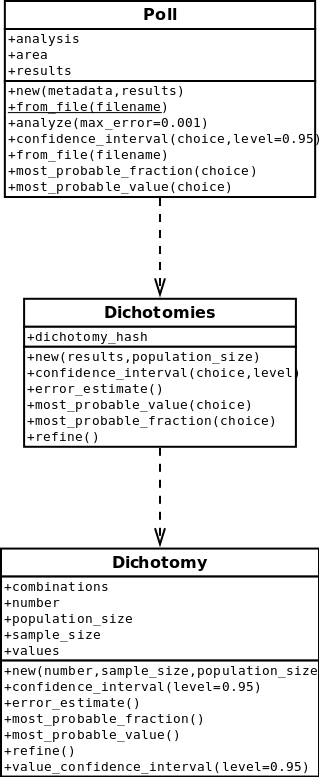 Poll
+analysis
+area
+results
+new(metadata,results)
+from_file(filename)
+analyze(max_error=0.001)
+confidence_interval(choice,level=0.95)
+from_file(filename)
+most_probable_fraction(choice)
+most_probable_value(choice)
Dichotomies
+dichotomy_hash
+new(results,population_size)
+confidence_interval(choice,level)
+error_estimate()
+most_probable_value(choice)
+most_probable_fraction(choice)
+refine()
Dichotomy
+combinations
+number
+population_size
+sample_size
+values
+new(number,sample_size,population_size
+confidence_interval(level=0.95)
+error_estimate()
+most_probable_fraction()
+most_probable_value()
+refine()
+value_confidence_interval(level=0.95)